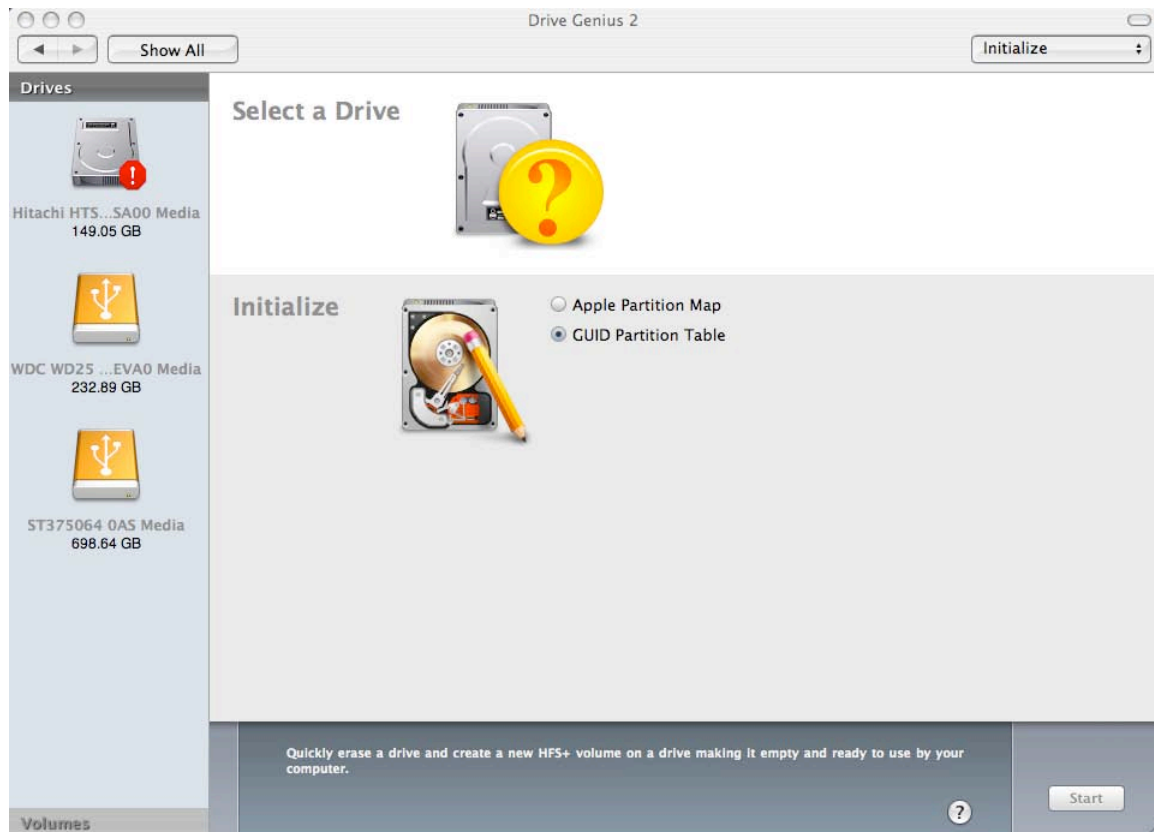 Drive Genius 2
Show All
Initialize
Drives
Select a Drive
Hitachi HTS...SA00 Media
149.05 GB
WDC WD25 ...EVA0 Media
232.89 GB
ST375064 0AS Media
698.64 GB
Initialize
Apple Partition Map
GUID Partition Table
Quickly erase a drive and create a new HFS+ volume on a drive making it empty and ready to use by your
computer.
?
Start
Volumes